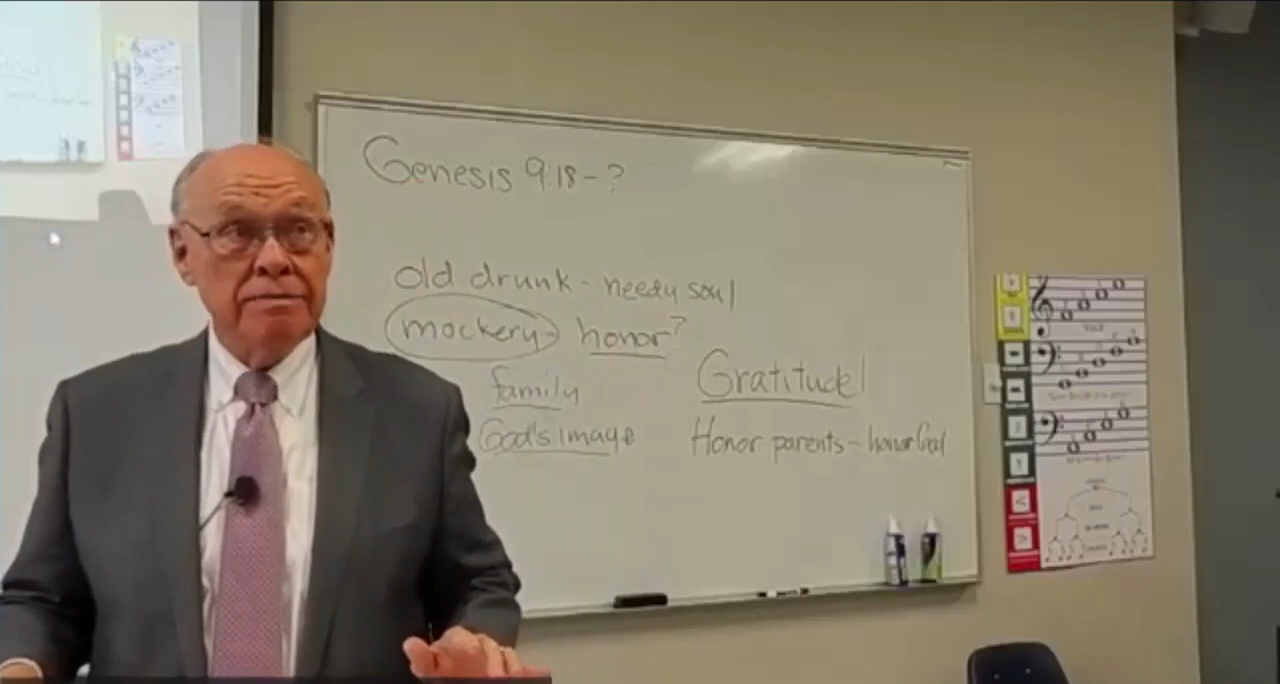 Genesis 9:18-?
old drunk - needy soul
mockery - honor?
family
God's image
Gratitude!
Honor parents - honor God